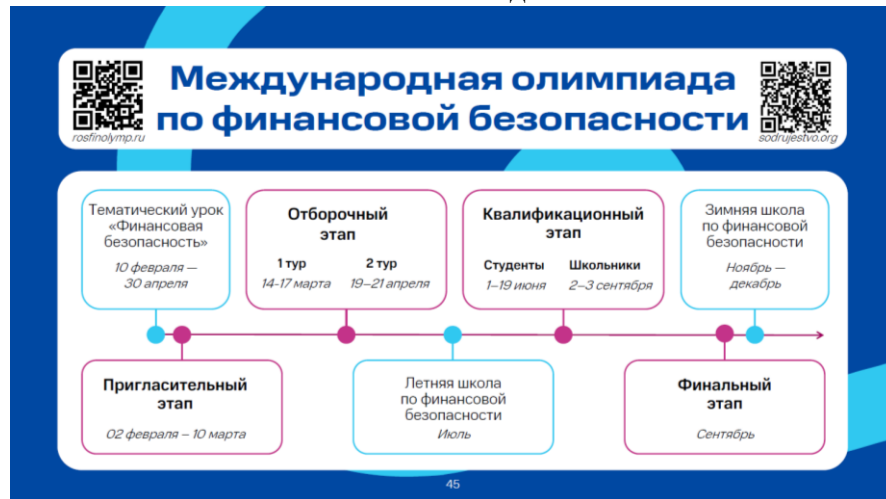 Международная олимпиада
по финансовой безопасности
rosfinolymp.ru
sodrujestvo.org
Тематический урок
«Финансовая
безопасность»
10 февраля —
30 апреля
Отборочный
этап
1 тур
14-17 марта
2 тур
19–21 апреля
Квалификационный
этап
Студенты
1–19 июня
Школьники
2–3 сентября
Зимняя школа
по финансовой
безопасности
Ноябрь —
декабрь
Пригласительный
этап
02 февраля – 10 марта
Летняя школа
по финансовой
безопасности
Июль
Финальный
этап
Сентябрь
45